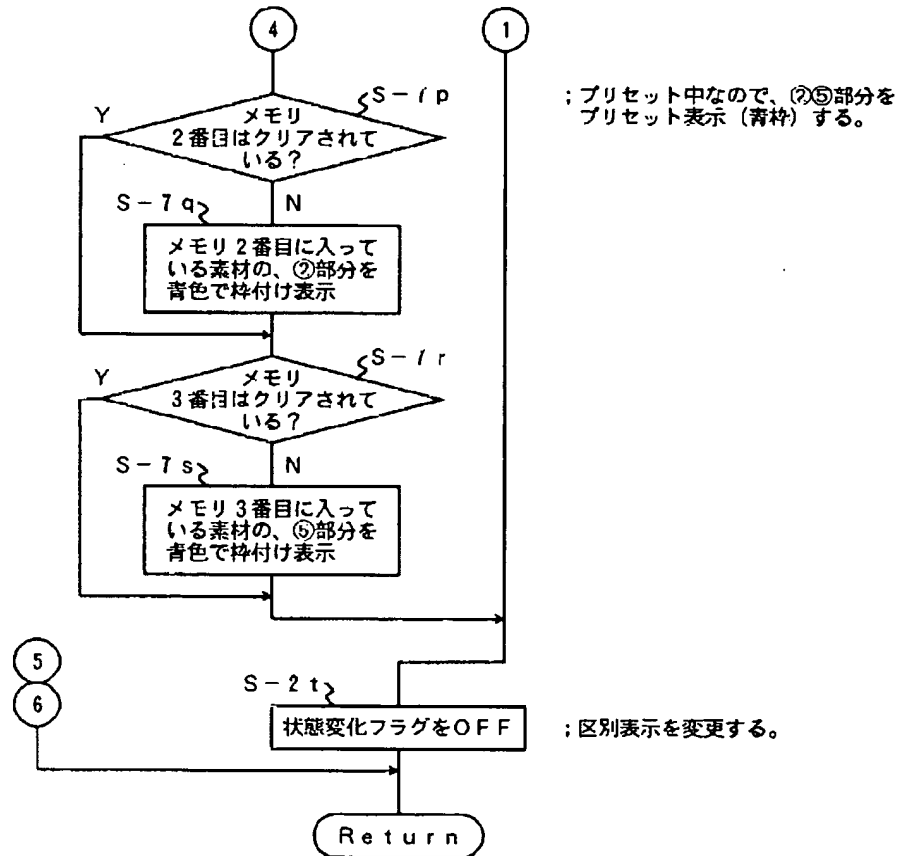 4
1
S-7p
Y
メモリ
2番目はクリアされて
いる?
;プリセット中なので、②⑤部分を
プリセット表示(青枠)する。
N
S-7q
メモリ2番目に入って
いる素材の、②部分を
青色で枠付け表示
S-7r
Y
メモリ
3番目はクリアされて
いる?
N
S-7s
メモリ3番目に入って
いる素材の、⑤部分を
青色で枠付け表示
5
6
S-2t
状態変化フラグをOFF
;区別表示を変更する。
Return